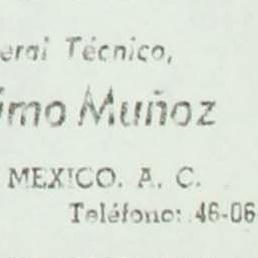 eral Técnico,
imo Muñoz
MEXICO. A. C.
Teléfono: 46-06